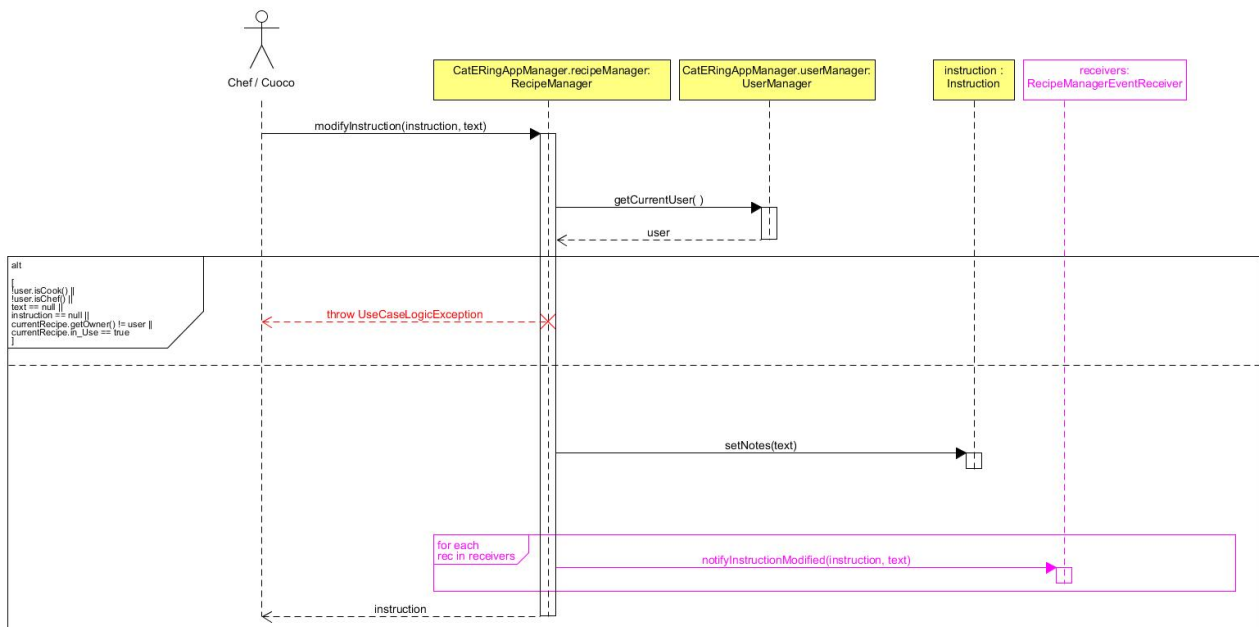 Chef / Cuoco
CatERingAppManager.recipeManager:
RecipeManager
CatERingAppManager.userManager:
UserManager
instruction :
Instruction
receivers:
RecipeManagerEventReceiver
modifyInstruction(instruction, text)
getCurrentUser( )
user
alt
[
!user.isCook() ||
!user.isChef() ||
text == null ||
instruction == null ||
currentRecipe.getOwner() != user ||
currentRecipe.in_Use == true
]
throw UseCaseLogicException
setNotes(text)
for each
rec in receivers
notifyInstructionModified(instruction, text)
instruction